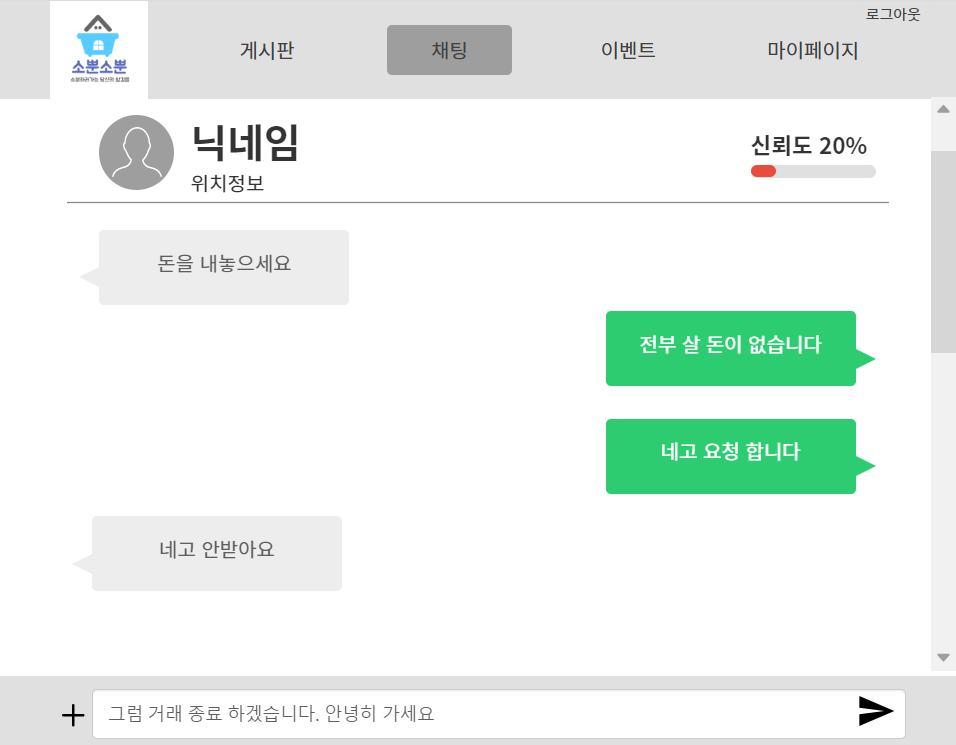 로그아웃
소분소분
게시판
채팅
이벤트
마이페이지
닉네임
신뢰도 20%
위치정보
돈을 내놓으세요
전부 살 돈이 없습니다
네고 요청 합니다
네고 안받아요
그럼 거래 종료 하겠습니다. 안녕히 가세요